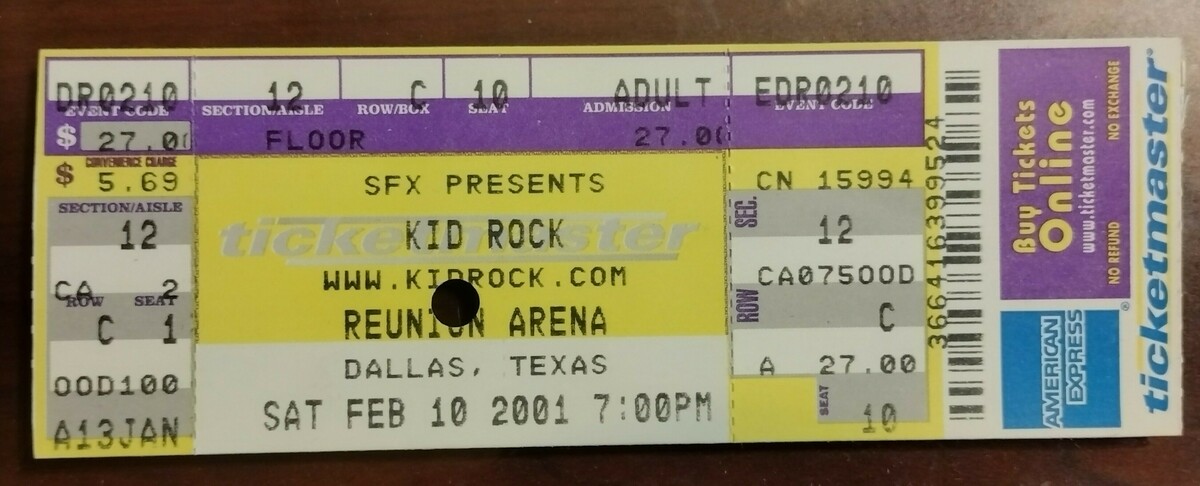 DR0210 12 C 10 ADULT EDR0210
EVENT CODE SECTION/AISLE ROW/BOX SEAT ADMISSION EVENT CODE
$ 27.00 FLOOR 27.00
CONVENIENCE CHARGE
$ 5.69
SECTION/AISLE
12
CA 2
ROW SEAT
C 1
OOD100
A13JAN
SFX PRESENTS
ticketmaster
KID ROCK
WWW.KIDROCK.COM
REUNION ARENA
DALLAS, TEXAS
SAT FEB 10 2001 7:00PM
CN 15994
SEC.
12
CA07500D
ROW
C
A 27.00
SEAT
10
366416399524
Buy Tickets
Online
www.ticketmaster.com
NO REFUND NO EXCHANGE
AMERICAN
EXPRESS
®
ticketmaster®